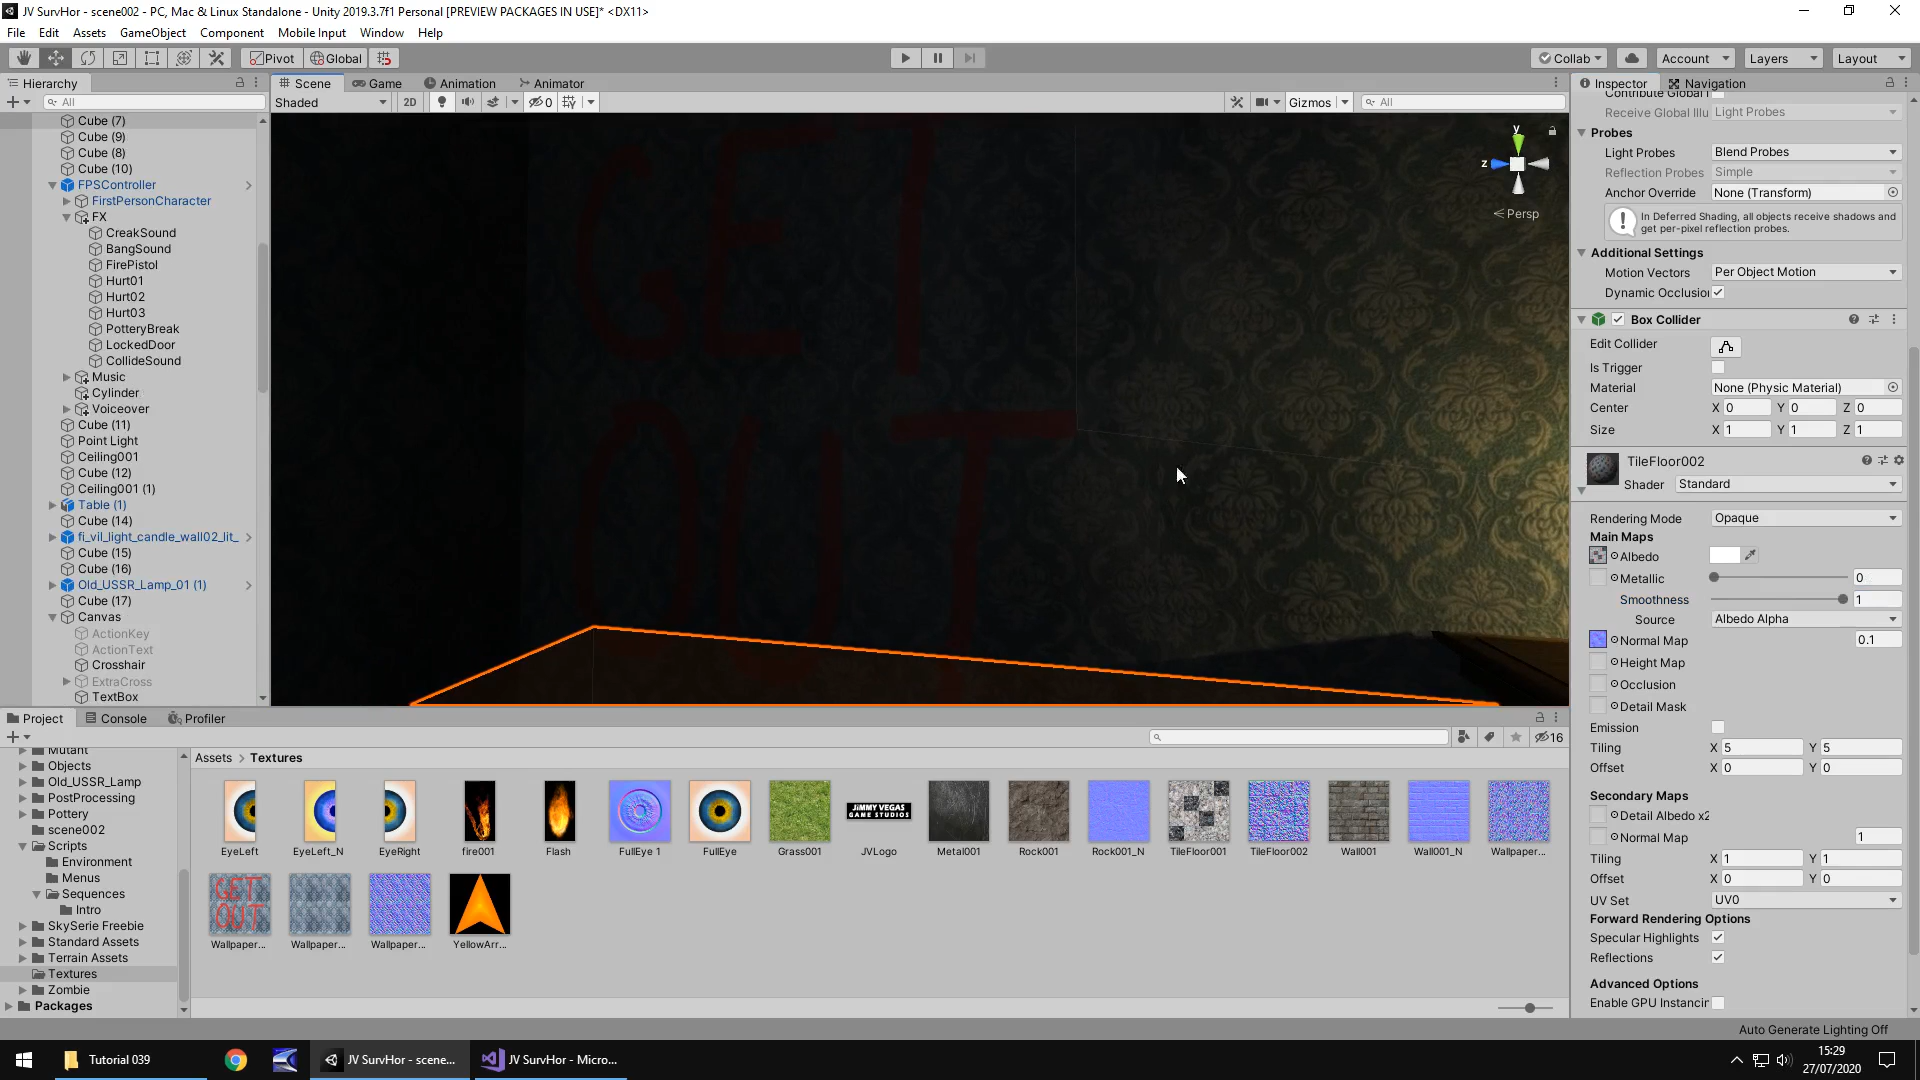 JV SurvHor - scene002 - PC, Mac & Linux Standalone - Unity 2019.3.7f1 Personal [PREVIEW PACKAGES IN USE]* <DX11>
File Edit Assets GameObject Component Mobile Input Window Help
Pivot Global
Collab Account Layers Layout
Hierarchy
All
Cube (7)
Cube (9)
Cube (8)
Cube (10)
FPSController
FirstPersonCharacter
FX
CreakSound
BangSound
FirePistol
Hurt01
Hurt02
Hurt03
PotteryBreak
LockedDoor
CollideSound
Music
Cylinder
Voiceover
Cube (11)
Point Light
Ceiling001
Cube (12)
Ceiling001 (1)
Table (1)
Cube (14)
fi_vil_light_candle_wall02_lit_
Cube (15)
Cube (16)
Old_USSR_Lamp_01 (1)
Cube (17)
Canvas
ActionKey
ActionText
Crosshair
ExtraCross
TextBox
Scene Game Animation Animator
Shaded 2D 0 Gizmos All
GET
OUT
y
z
Persp
Inspector Navigation
Contribute Global I
Receive Global Illu Light Probes
Probes
Light Probes Blend Probes
Reflection Probes Simple
Anchor Override None (Transform)
In Deferred Shading, all objects receive shadows and
get per-pixel reflection probes.
Additional Settings
Motion Vectors Per Object Motion
Dynamic Occlusion
Box Collider
Edit Collider
Is Trigger
Material None (Physic Material)
Center X 0 Y 0 Z 0
Size X 1 Y 1 Z 1
TileFloor002
Shader Standard
Rendering Mode Opaque
Main Maps
Albedo
Metallic 0
Smoothness 1
Source Albedo Alpha
Normal Map 0.1
Height Map
Occlusion
Detail Mask
Emission
Tiling X 5 Y 5
Offset X 0 Y 0
Secondary Maps
Detail Albedo x2
Normal Map 1
Tiling X 1 Y 1
Offset X 0 Y 0
UV Set UV0
Forward Rendering Options
Specular Highlights
Reflections
Advanced Options
Enable GPU Instancin
Auto Generate Lighting Off
Project Console Profiler
16
Mutant
Objects
Old_USSR_Lamp
PostProcessing
Pottery
scene002
Scripts
Environment
Menus
Sequences
Intro
SkySerie Freebie
Standard Assets
Terrain Assets
Textures
Zombie
Packages
Assets > Textures
JIMMY VEGAS
GAME STUDIOS
EyeLeft EyeLeft_N EyeRight fire001 Flash FullEye 1 FullEye Grass001 JVLogo Metal001 Rock001 Rock001_N TileFloor001 TileFloor002 Wall001 Wall001_N Wallpaper...
GET
OUT
Wallpaper... Wallpaper... Wallpaper... YellowArr...
Tutorial 039 JV SurvHor - scene... JV SurvHor - Micro...
15:29
27/07/2020